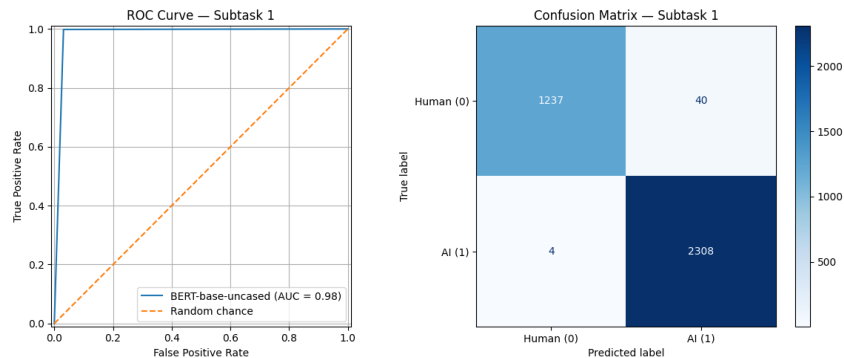 ROC Curve — Subtask 1
True Positive Rate
1.0
0.8
0.6
0.4
0.2
0.0
0.0 0.2 0.4 0.6 0.8 1.0
False Positive Rate
BERT-base-uncased (AUC = 0.98)
Random chance
Confusion Matrix — Subtask 1
True label
Human (0)
AI (1)
1237 40
4 2308
Human (0) AI (1)
Predicted label
2000
1500
1000
500